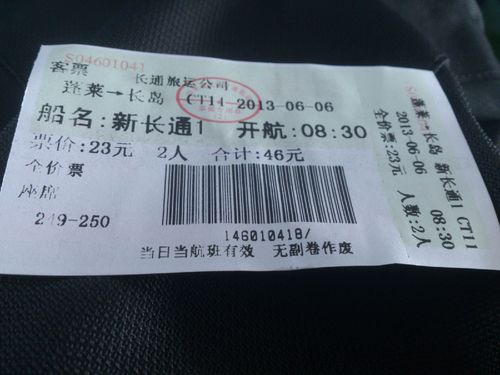 S04601041
客票
长通旅运公司
蓬莱→长岛 CT11 2013-06-06
船名:新长通1 开航:08:30
票价:23元 2人 合计:46元
全价票
座席
249-250
146010418/
当日当航班有效 无副卷作废
蓬莱→长岛 新长通1 CT11
2013-06-06 08:30
全价票:23元 人数:2人